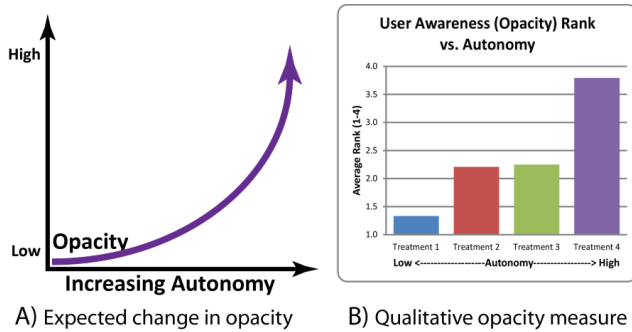 High
Low
Opacity
Increasing Autonomy
A) Expected change in opacity
User Awareness (Opacity) Rank
vs. Autonomy
Average Rank (1-4)
4.0
3.5
3.0
2.5
2.0
1.5
1.0
Treatment 1 Treatment 2 Treatment 3 Treatment 4
Low <-------------------Autonomy----------------> High
B) Qualitative opacity measure